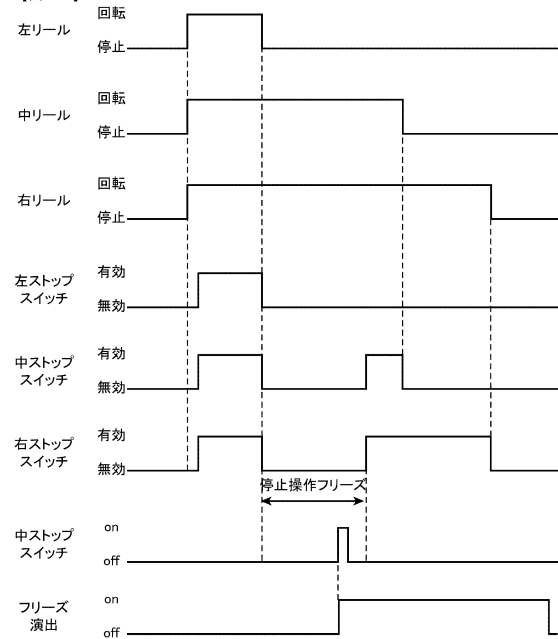 回転
左リール
停止
回転
中リール
停止
回転
右リール
停止
有効
左ストップ
スイッチ
無効
有効
中ストップ
スイッチ
無効
有効
右ストップ
スイッチ
無効
停止操作フリーズ
on
中ストップ
スイッチ
off
on
フリーズ
演出
off